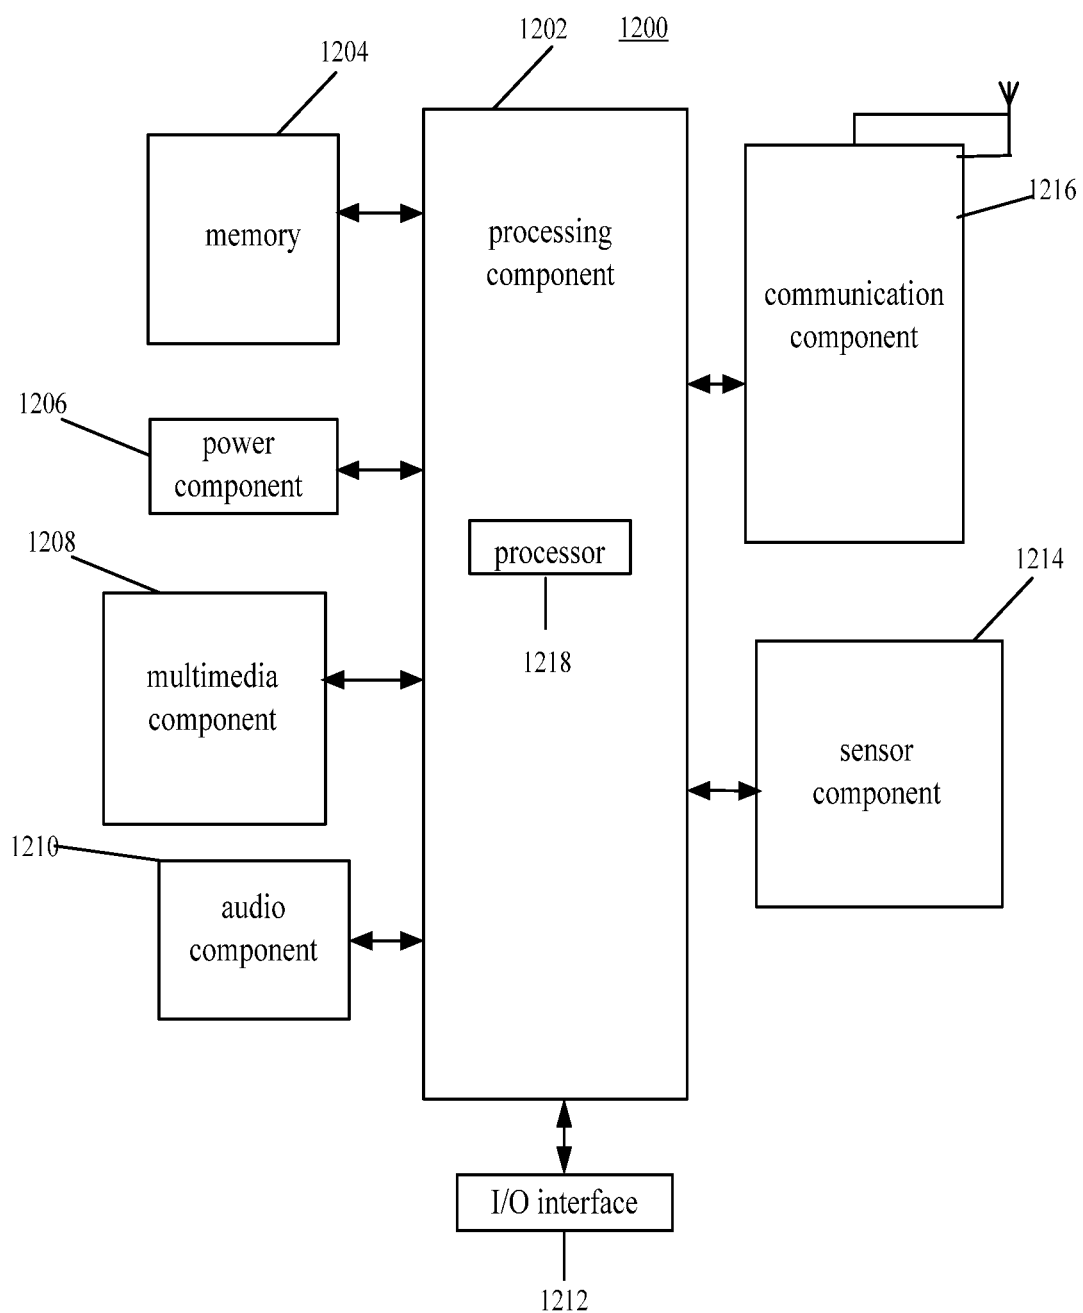 1202
1200
1204
memory
processing
component
1216
communication
component
1206
power
component
processor
1218
1208
multimedia
component
1214
sensor
component
1210
audio
component
I/O interface
1212